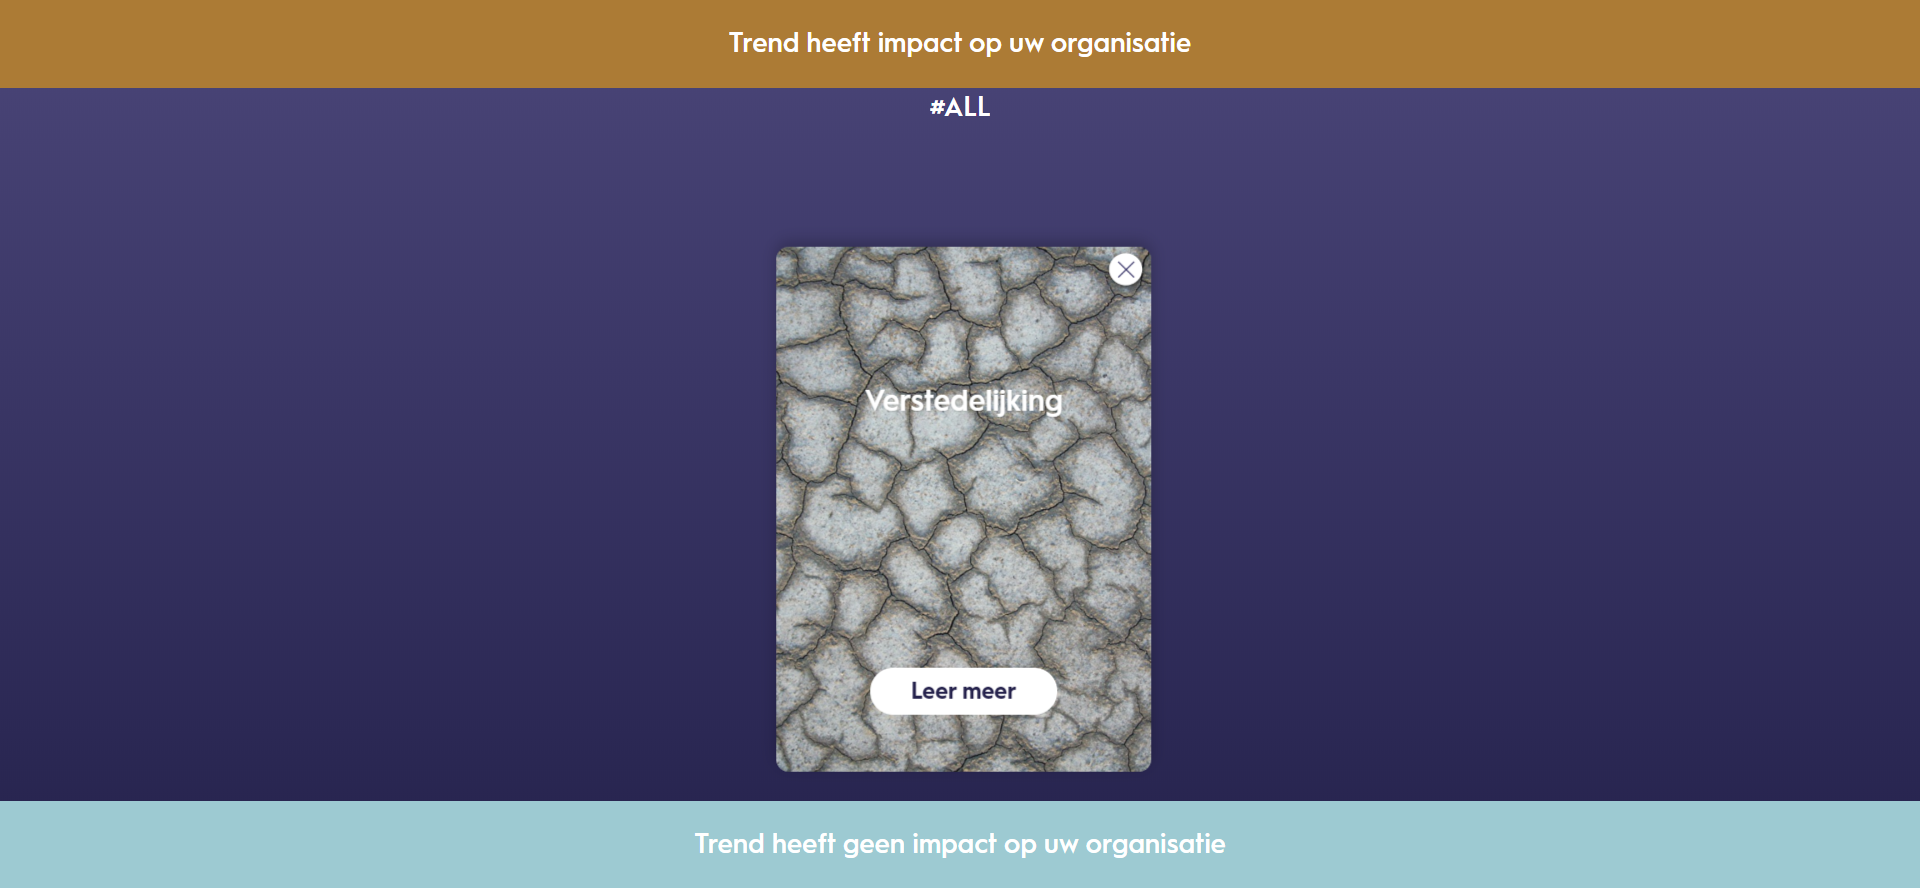 Trend heeft impact op uw organisatie
#ALL
Verstedelijking
Leer meer
Trend heeft geen impact op uw organisatie